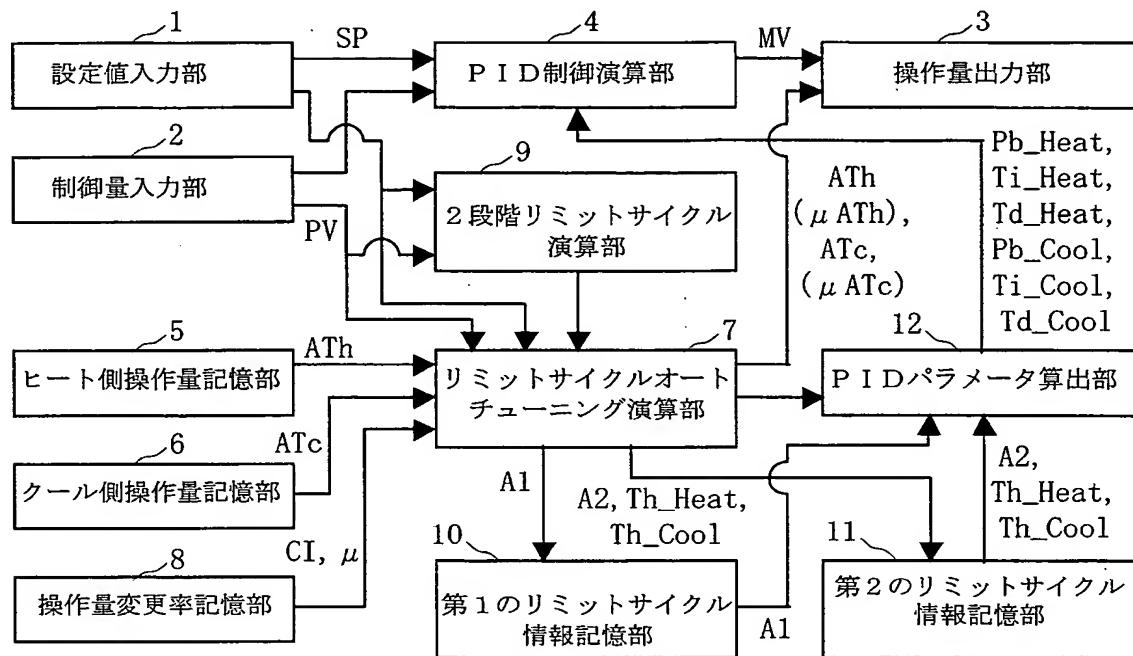 1
SP
設定値入力部
4
MV
PID制御演算部
3
操作量出力部
2
制御量入力部
PV
9
2段階リミットサイクル
演算部
ATh
(μATh),
ATc,
(μATc)
Pb_Heat,
Ti_Heat,
Td_Heat,
Pb_Cool,
Ti_Cool,
Td_Cool
5
ATh
ヒート側操作量記憶部
7
リミットサイクルオート
チューニング演算部
12
PIDパラメータ算出部
6
ATc
クール側操作量記憶部
A1
A2, Th_Heat,
Th_Cool
A2,
Th_Heat,
Th_Cool
8
CI, μ
操作量変更率記憶部
10
第1のリミットサイクル
情報記憶部
A1
11
第2のリミットサイクル
情報記憶部